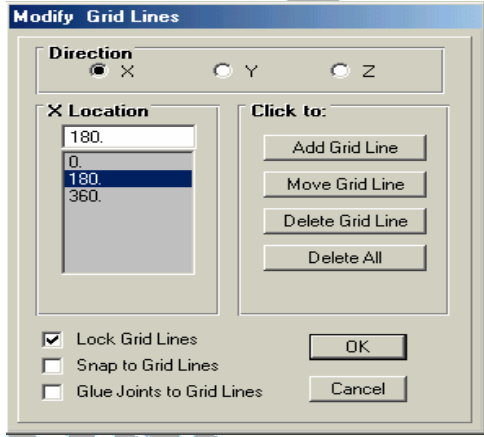 Modify Grid Lines
Direction
X Y Z
X Location
180.
0.
180.
360.
Click to:
Add Grid Line
Move Grid Line
Delete Grid Line
Delete All
Lock Grid Lines
Snap to Grid Lines
Glue Joints to Grid Lines
OK
Cancel